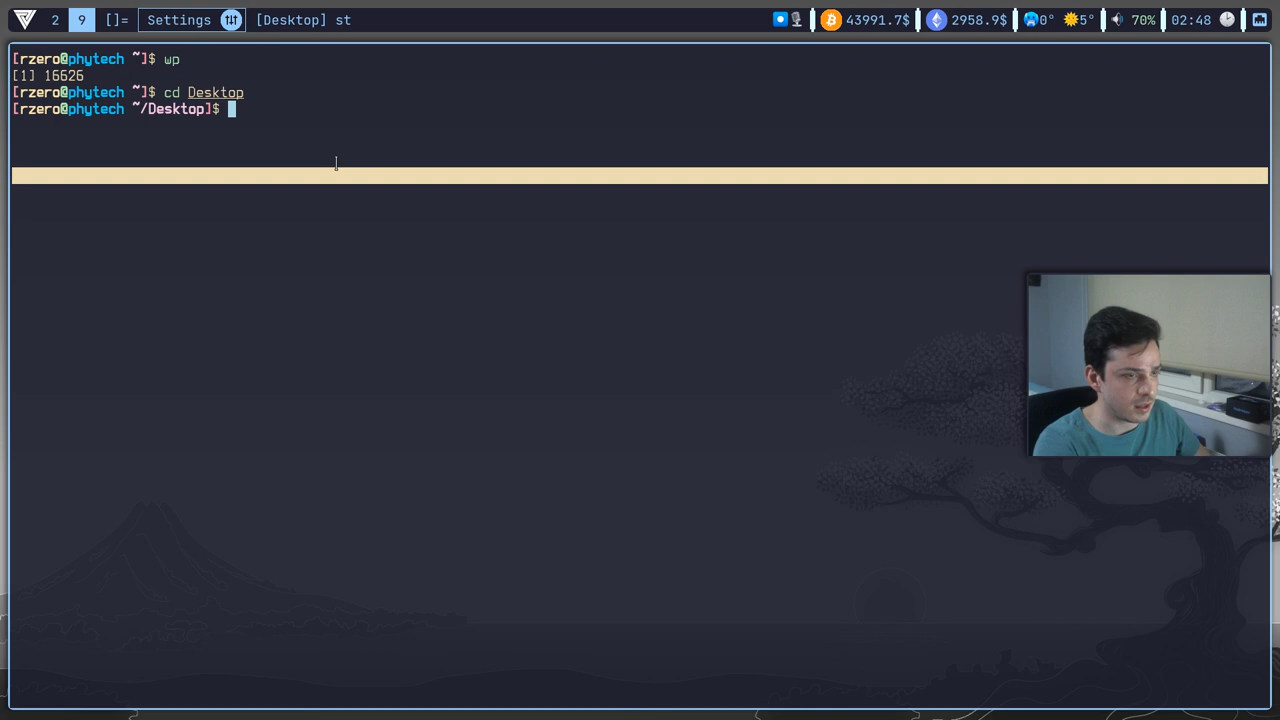 2 9 []= Settings [Desktop] st 43991.7$ 2958.9$ 0° 5° 70% 02:48
[rzero@phytech ~]$ wp
[1] 16626
[rzero@phytech ~]$ cd Desktop
[rzero@phytech ~/Desktop]$